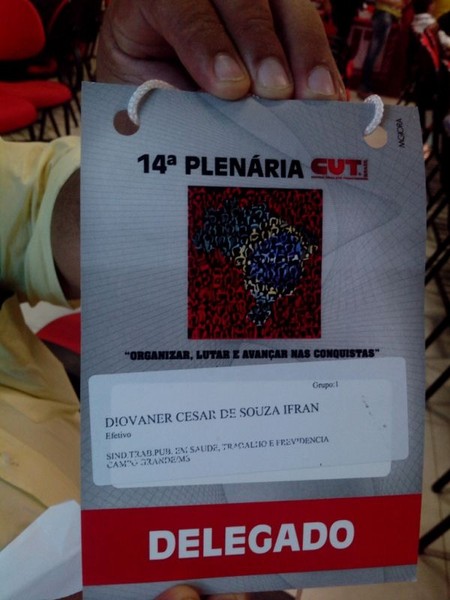 MGIORA
14ª PLENÁRIA CUT
"ORGANIZAR, LUTAR E AVANÇAR NAS CONQUISTAS"
Grupo:1
DIOVANER CESAR DE SOUZA IFRAN
Efetivo
SIND.TRAB.PUB. EM SAUDE, TRABALHO E PREVIDENCIA
CAMPO GRANDE/MS
DELEGADO